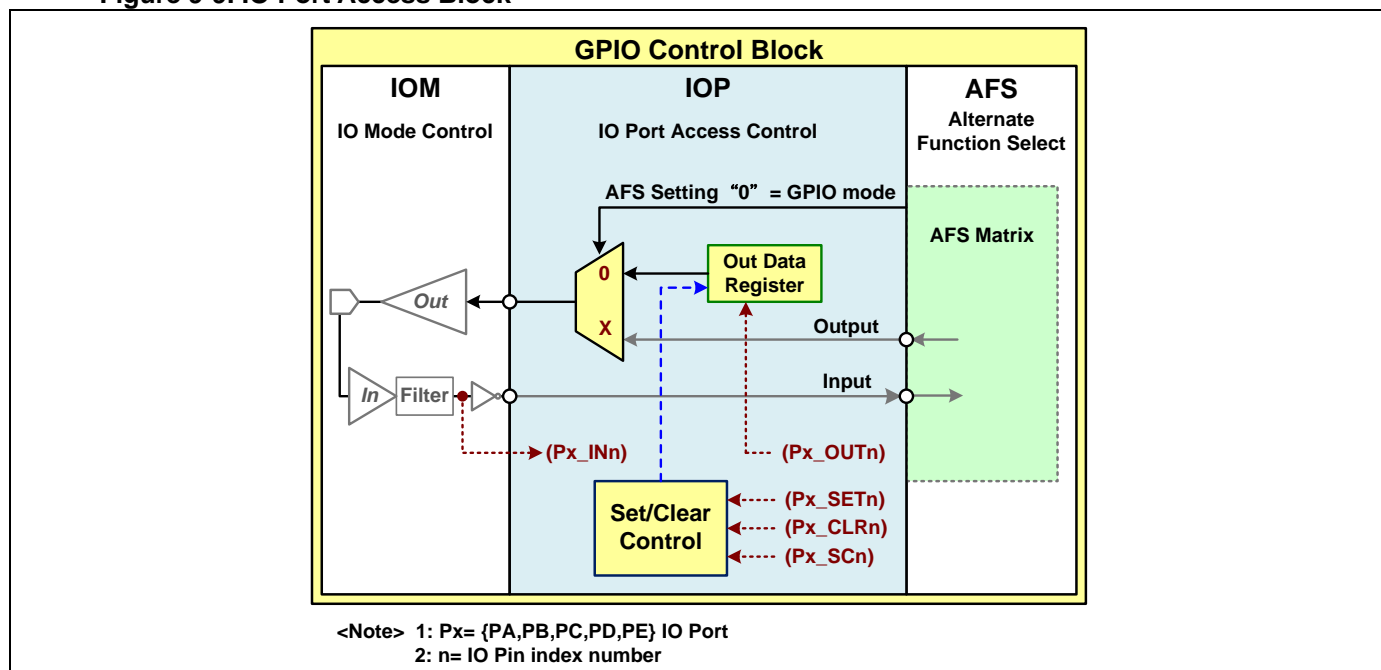 GPIO Control Block
IOM
IO Mode Control
IOP
IO Port Access Control
AFS
Alternate
Function Select
AFS Setting “0” = GPIO mode
AFS Matrix
0
X
Out Data
Register
Out
Output
In
Filter
Input
(Px_INn)
(Px_OUTn)
Set/Clear
Control
(Px_SETn)
(Px_CLRn)
(Px_SCn)
<Note> 1: Px= {PA,PB,PC,PD,PE} IO Port
2: n= IO Pin index number